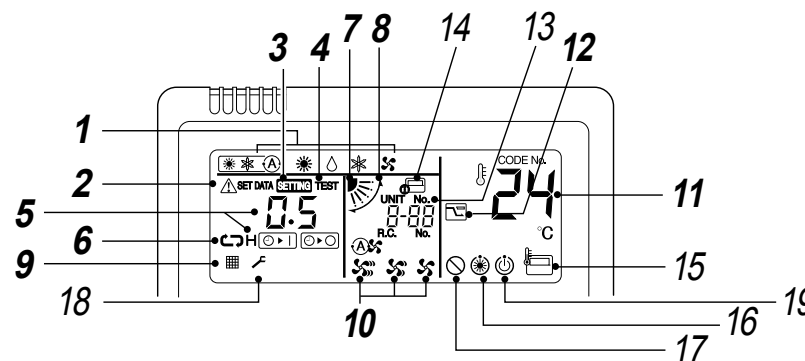 3 4 7 8 14 13 12
1
2
5
6
9
18
10
11
15
19
16
17
CODE No.
SET DATA SETTING TEST
UNIT No.
0.5
8-88
24
R.C. No.
°C
H
A
A